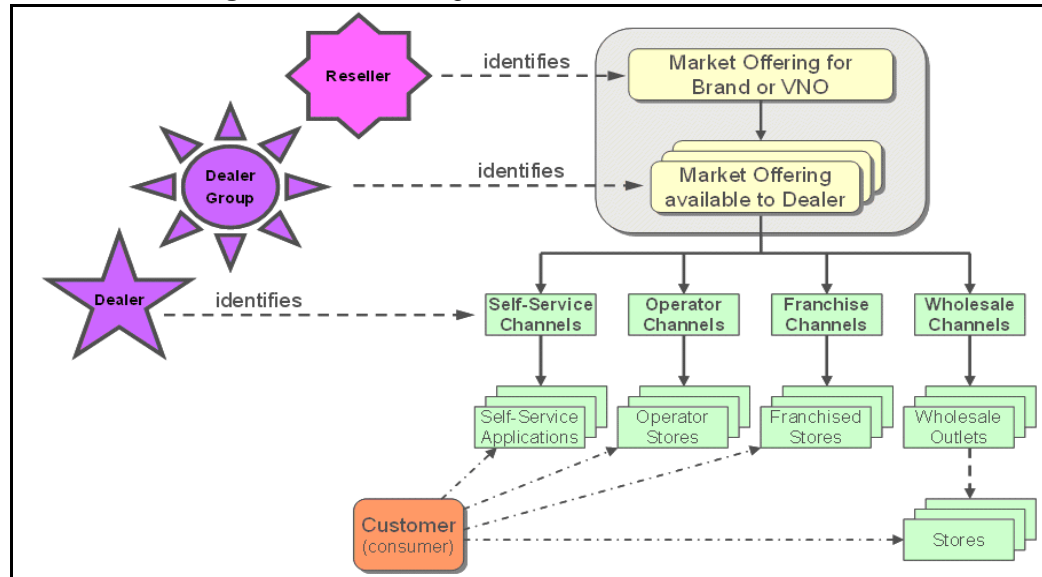 Reseller
identifies
Market Offering for
Brand or VNO
Dealer
Group
identifies
Market Offering
available to Dealer
Dealer
identifies
Self-Service
Channels
Operator
Channels
Franchise
Channels
Wholesale
Channels
Self-Service
Applications
Operator
Stores
Franchised
Stores
Wholesale
Outlets
Customer
(consumer)
Stores